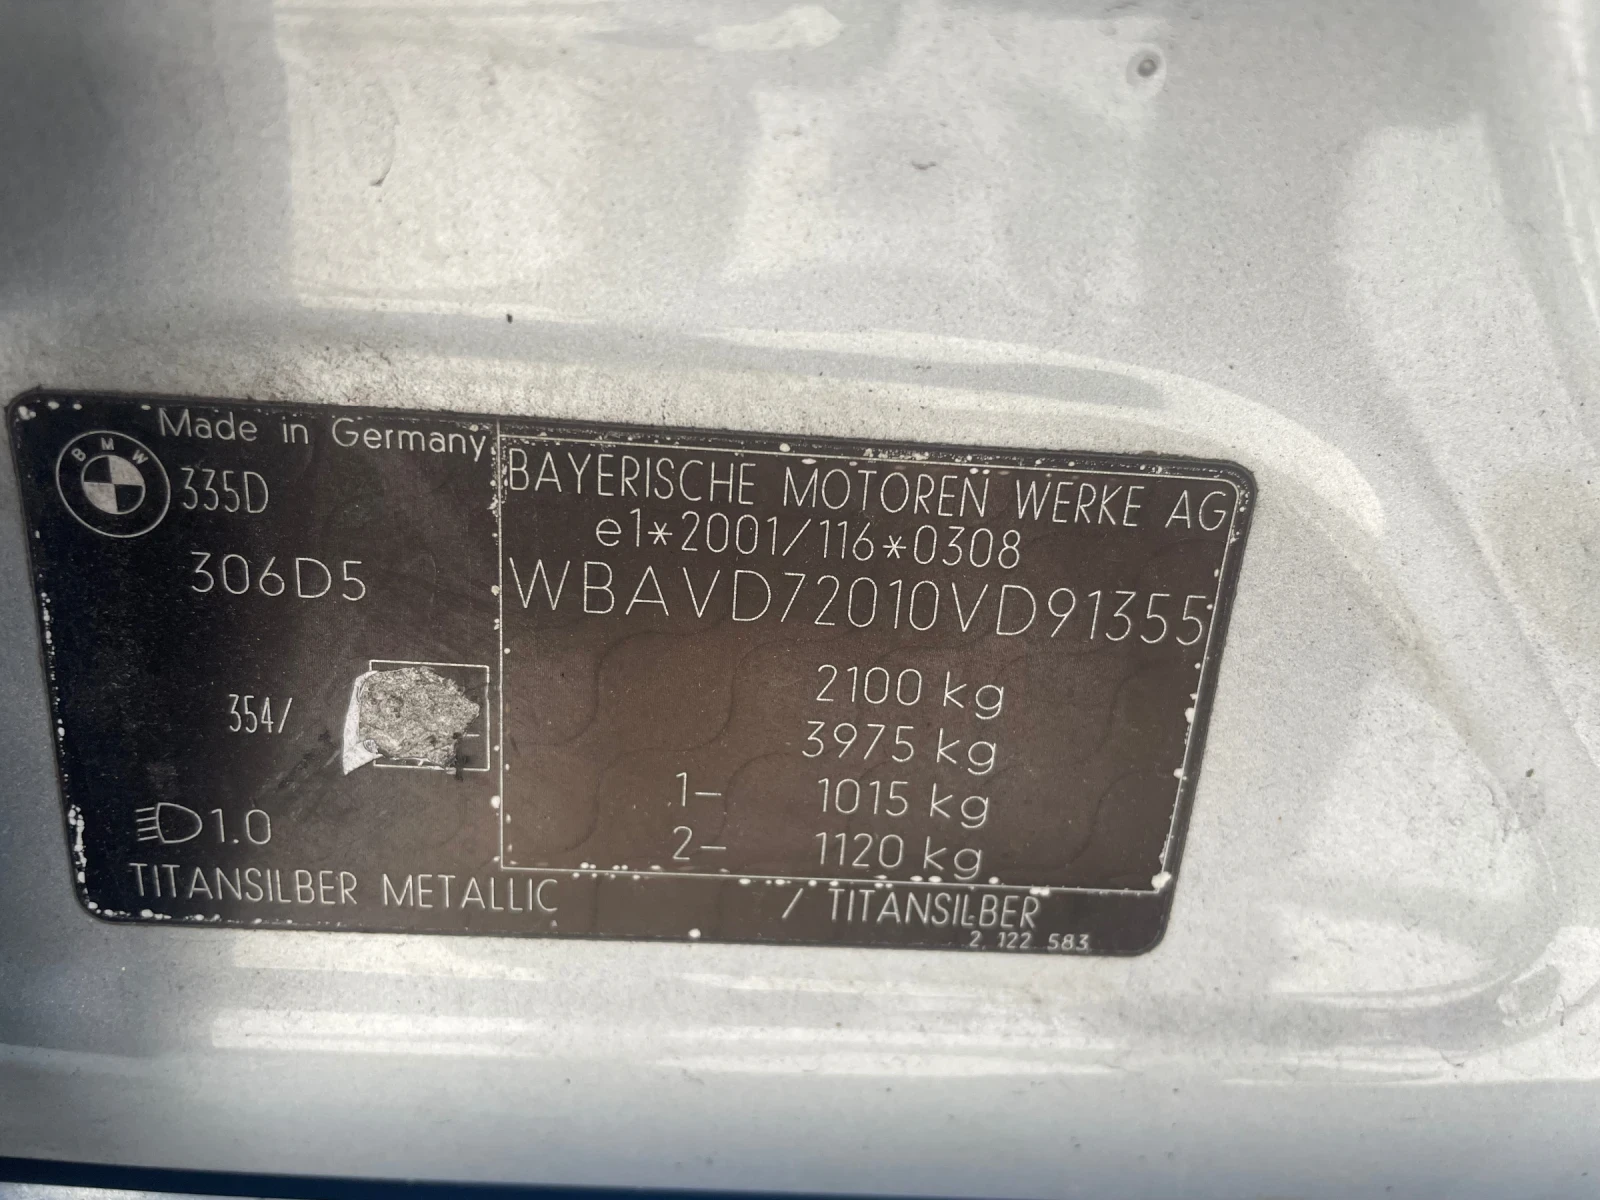 Made in Germany
BMW
335D
306D5
354/
1.0
TITANSILBER METALLIC / TITANSILBER
BAYERISCHE MOTOREN WERKE AG
e1*2001/116*0308
WBAVD72010VD91355
2100 kg
3975 kg
1- 1015 kg
2- 1120 kg
2 122 583